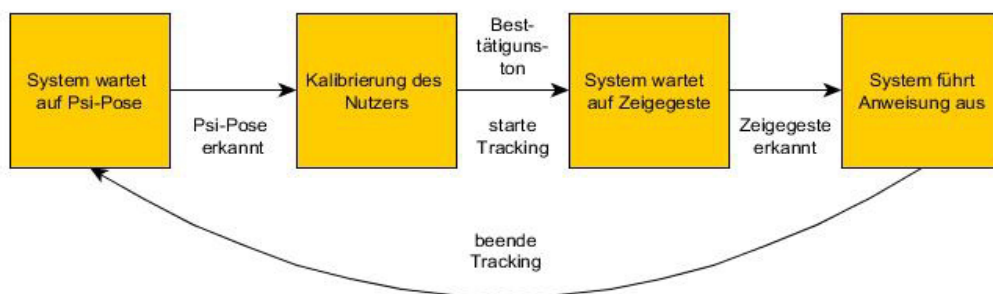 System wartet
auf Psi-Pose
Psi-Pose
erkannt
Kalibrierung des
Nutzers
Best-
tätiguns-
ton
starte
Tracking
System wartet
auf Zeigegeste
Zeigegeste
erkannt
System führt
Anweisung aus
beende
Tracking